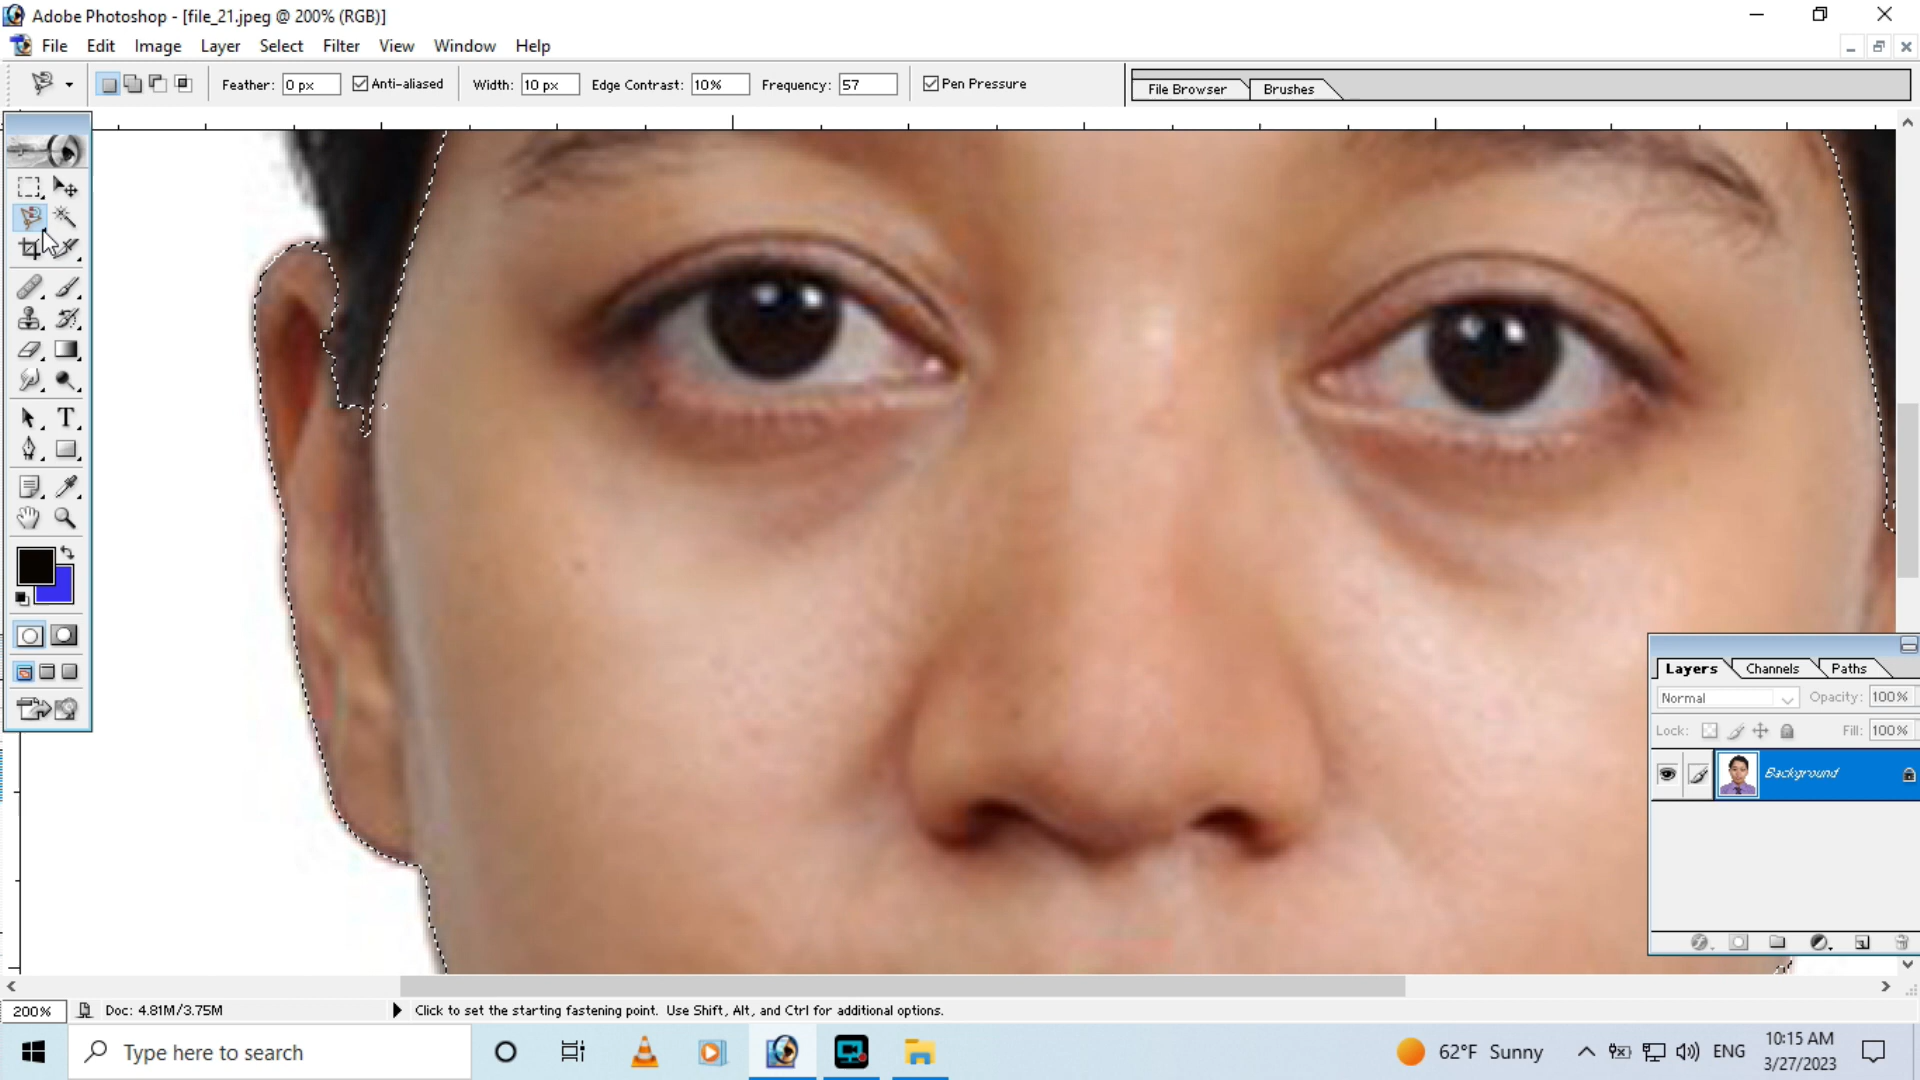 Adobe Photoshop - [file_21.jpeg @ 200% (RGB)]
File Edit Image Layer Select Filter View Window Help
Feather: 0 px Anti-aliased Width: 10 px Edge Contrast: 10% Frequency: 57 Pen Pressure File Browser Brushes
T
Layers Channels Paths
Normal Opacity: 100%
Lock: Fill: 100%
Background
200% Doc: 4.81M/3.75M Click to set the starting fastening point. Use Shift, Alt, and Ctrl for additional options.
Type here to search 62°F Sunny ENG 10:15 AM
3/27/2023